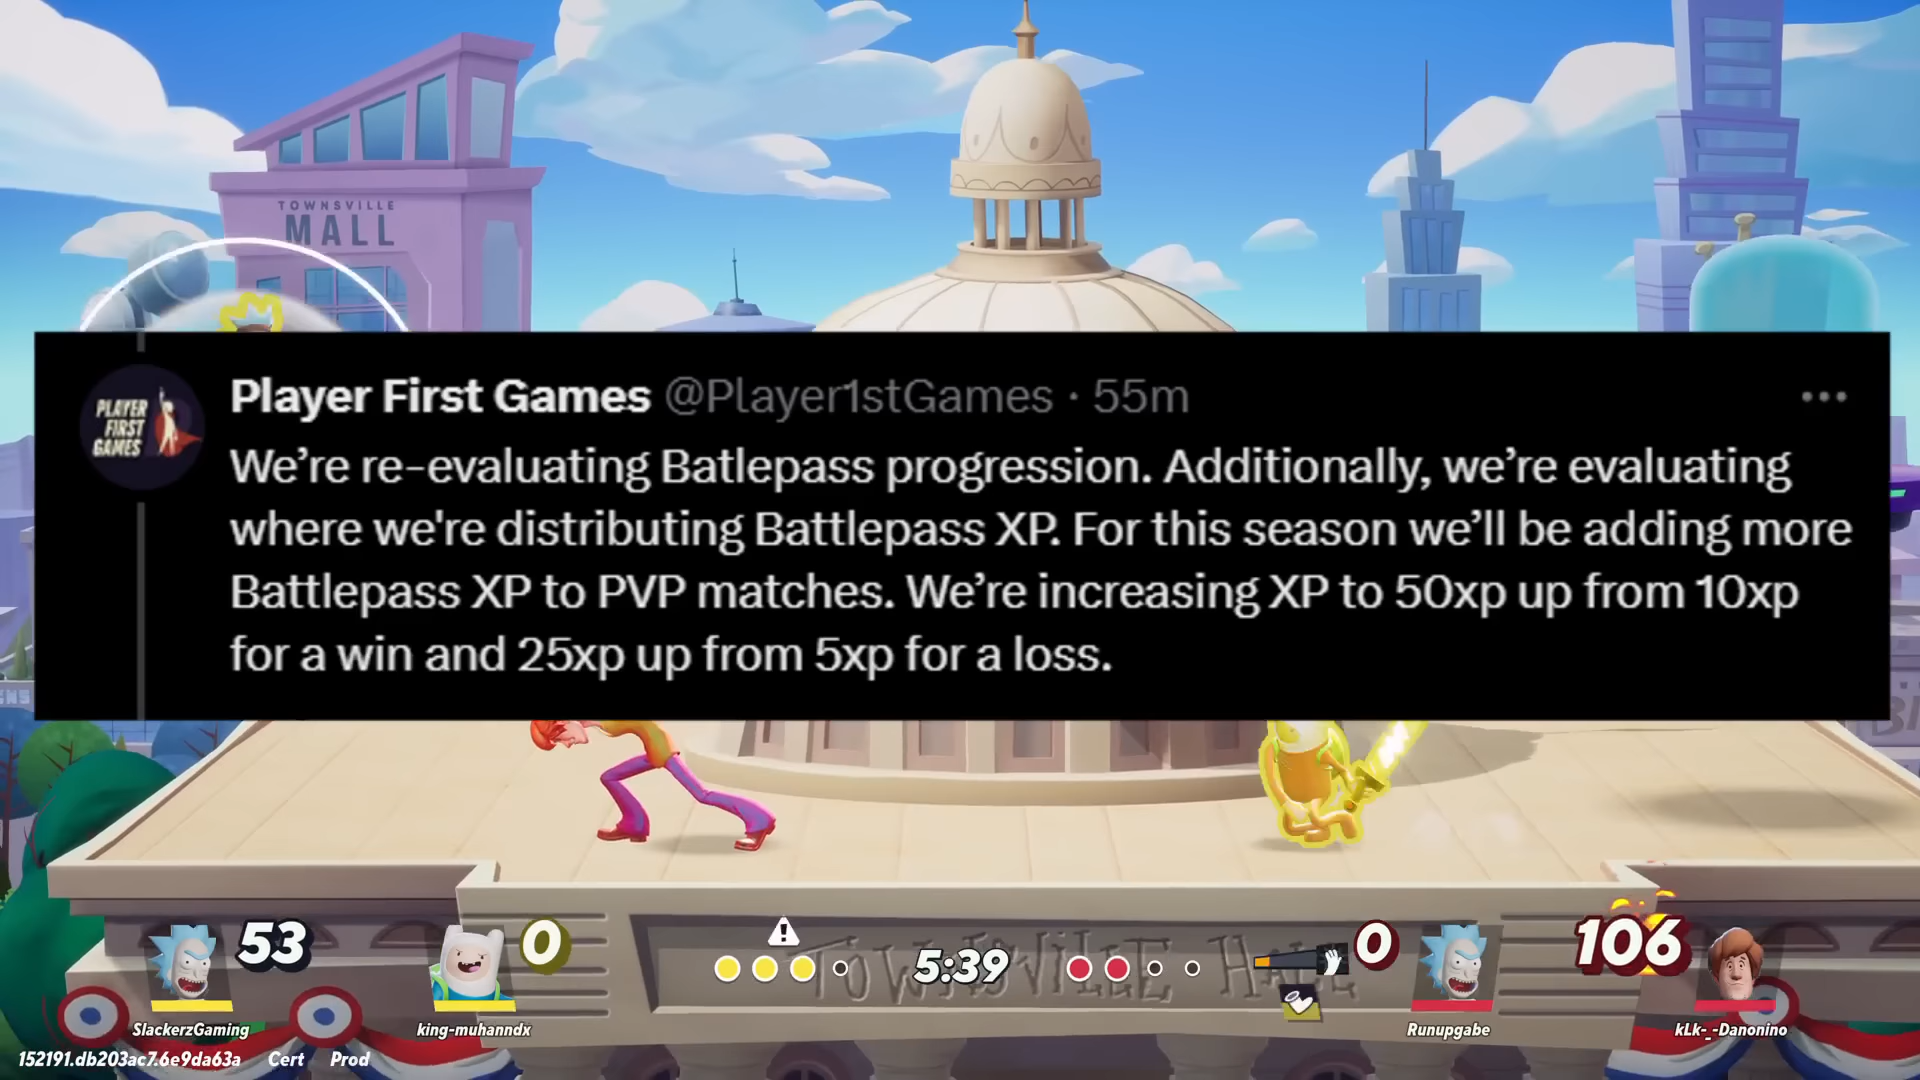 TOWNSVILLE
MALL
PLAYER
FIRST
GAMES
Player First Games @Player1stGames · 55m
We’re re-evaluating Batlepass progression. Additionally, we’re evaluating
where we're distributing Battlepass XP. For this season we’ll be adding more
Battlepass XP to PVP matches. We’re increasing XP to 50xp up from 10xp
for a win and 25xp up from 5xp for a loss.
53
0
!
5:39
0
106
TOWNSVILLE HALL
SlackerzGaming
king-muhanndx
Runupgabe
kLk-_-Danonino
152191.db203ac7.6e9da63a Cert Prod